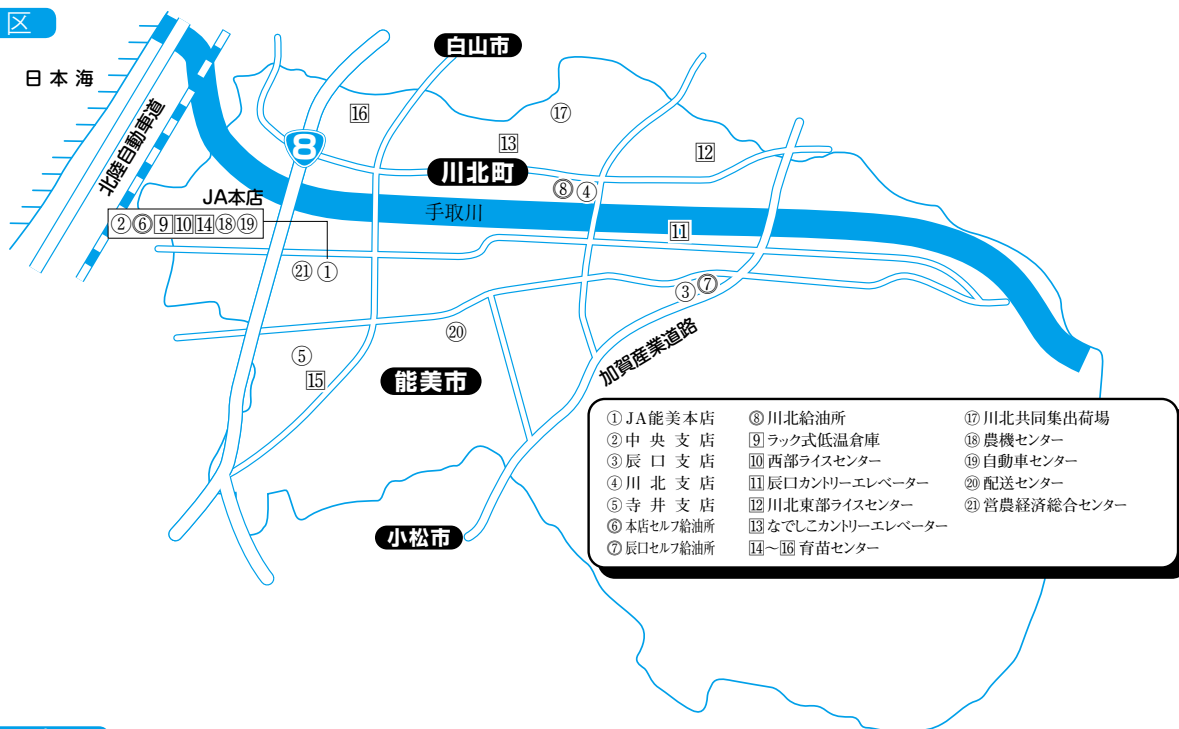 区
白山市
日本海
⑰
16
北陸自動車道
8
13
12
川北町
⑧④
JA本店
手取川
②⑥9 10 14⑱⑲
11
㉑①
③⑦
⑳
加賀産業道路
⑤
15
能美市
①JA能美本店
②中央支店
③辰口支店
④川北支店
⑤寺井支店
⑥本店セルフ給油所
⑦辰口セルフ給油所
⑧川北給油所
9ラック式低温倉庫
10西部ライスセンター
11辰口カントリーエレベーター
12川北東部ライスセンター
13なでしこカントリーエレベーター
14～16育苗センター
⑰川北共同集出荷場
⑱農機センター
⑲自動車センター
⑳配送センター
㉑営農経済総合センター
小松市